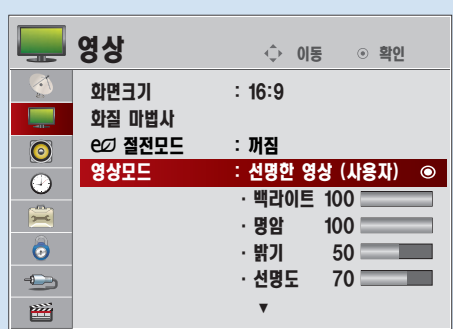 영상
이동 확인
화면크기 : 16:9
화질 마법사
절전모드 : 꺼짐
영상모드 : 선명한 영상 (사용자)
· 백라이트 100
· 명암 100
· 밝기 50
· 선명도 70
▼